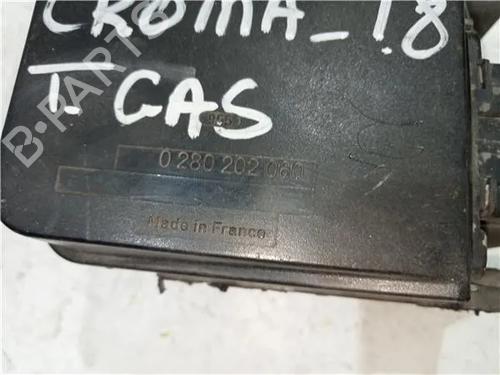 CROMA_1.8
T. GAS
0 280 202 060
Made in France
B-PARTS